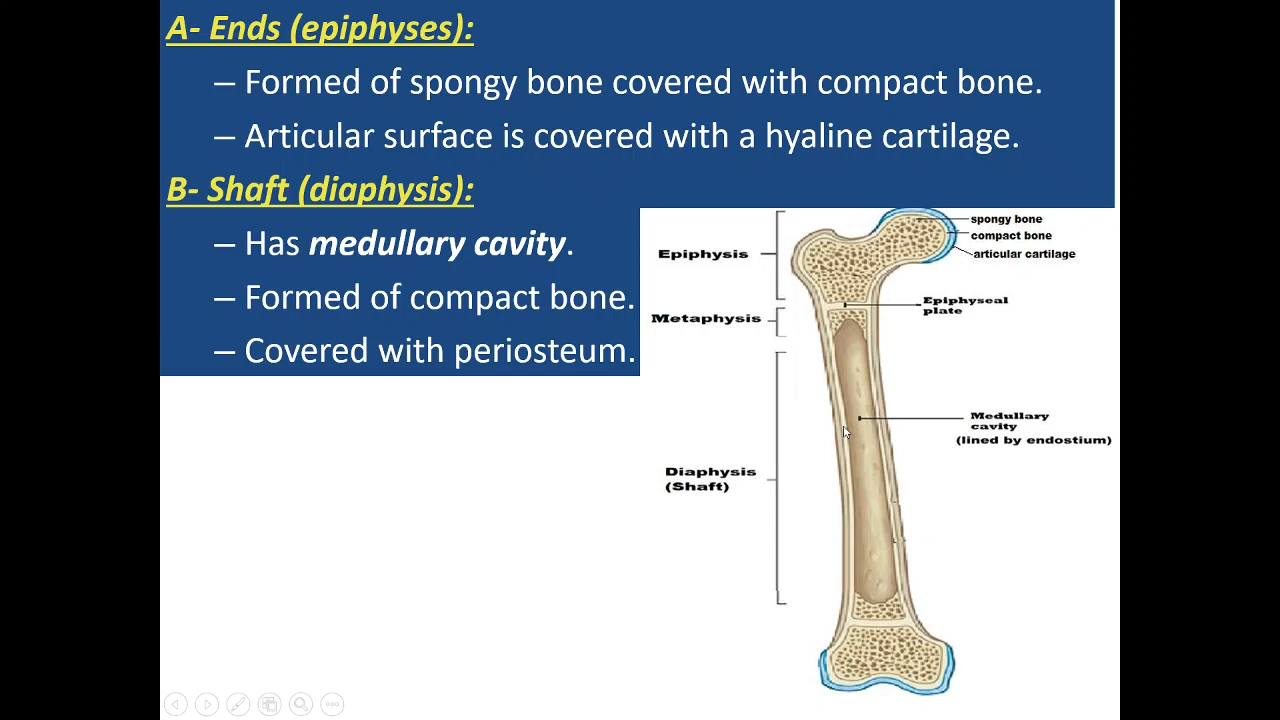 A- Ends (epiphyses):
– Formed of spongy bone covered with compact bone.
– Articular surface is covered with a hyaline cartilage.
B- Shaft (diaphysis):
– Has medullary cavity.
– Formed of compact bone.
– Covered with periosteum.
spongy bone
compact bone
articular cartilage
Epiphysis
Epiphyseal
plate
Metaphysis
Medullary
cavity
(lined by endostium)
Diaphysis
(Shaft)